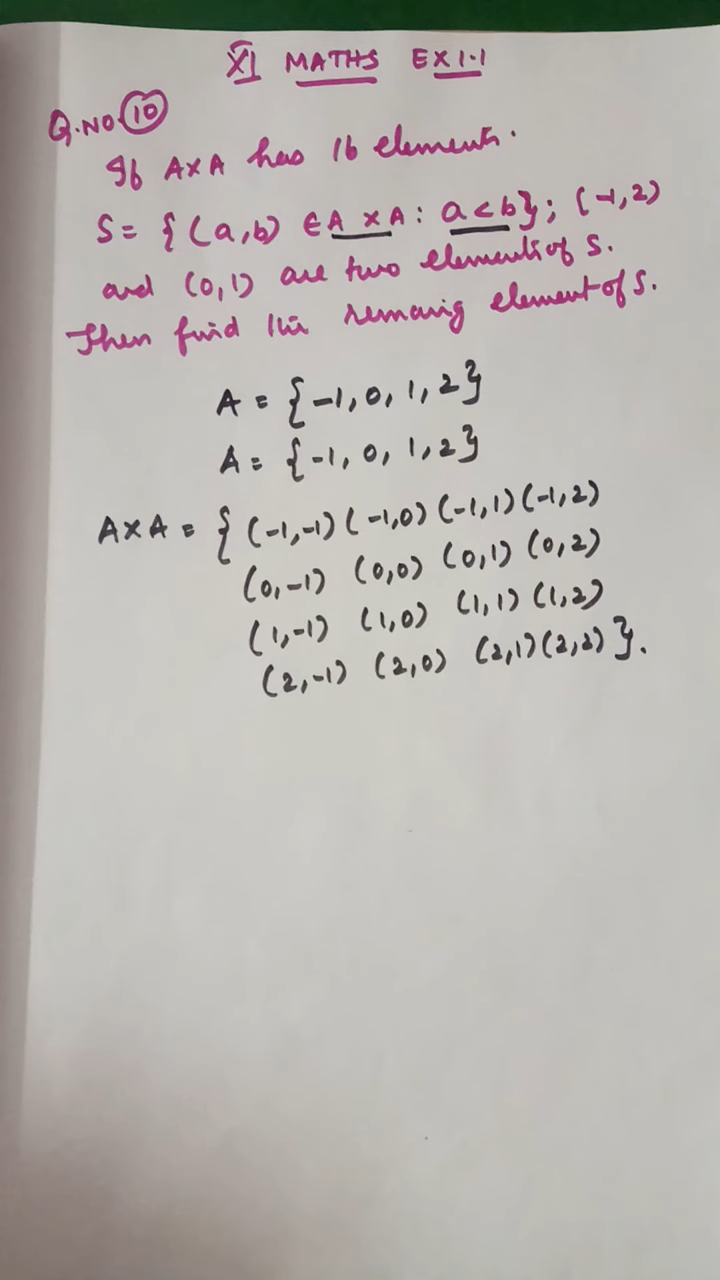 XI MATHS EX 1.1
Q.NO. 10
If A×A has 16 elements.
S = {(a,b) ∈ A × A : a < b}; (-1,2)
and (0,1) are two elements of S.
Then find the remaing element of S.
A = {-1, 0, 1, 2}
A = {-1, 0, 1, 2}
A×A = {(-1,-1) (-1,0) (-1,1) (-1,2)
(0,-1) (0,0) (0,1) (0,2)
(1,-1) (1,0) (1,1) (1,2)
(2,-1) (2,0) (2,1) (2,2)}.